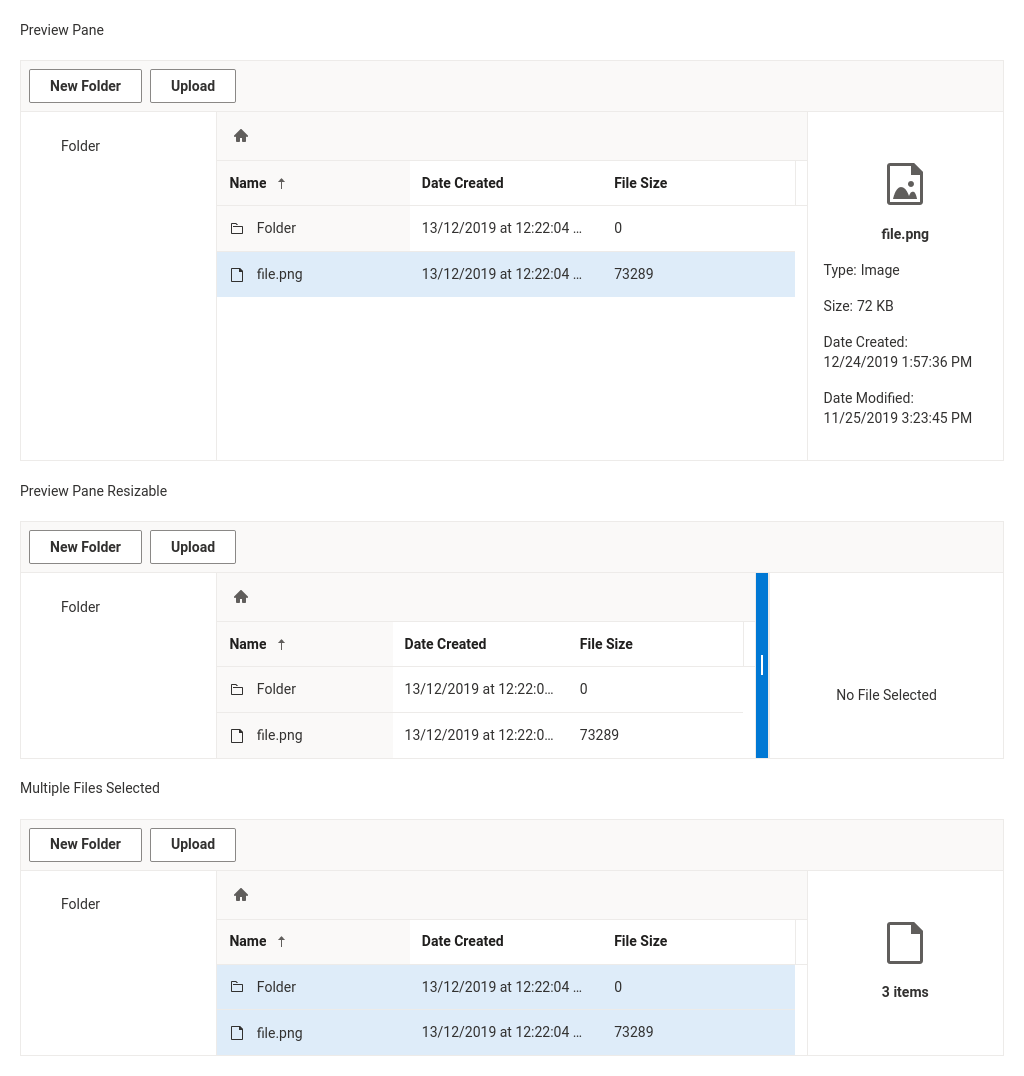 Preview Pane
New Folder Upload
Folder
Name Date Created File Size
Folder 13/12/2019 at 12:22:04 ... 0
file.png 13/12/2019 at 12:22:04 ... 73289
file.png
Type: Image
Size: 72 KB
Date Created:
12/24/2019 1:57:36 PM
Date Modified:
11/25/2019 3:23:45 PM
Preview Pane Resizable
New Folder Upload
Folder
Name Date Created File Size
Folder 13/12/2019 at 12:22:0... 0
file.png 13/12/2019 at 12:22:0... 73289
No File Selected
Multiple Files Selected
New Folder Upload
Folder
Name Date Created File Size
Folder 13/12/2019 at 12:22:04 ... 0
file.png 13/12/2019 at 12:22:04 ... 73289
3 items